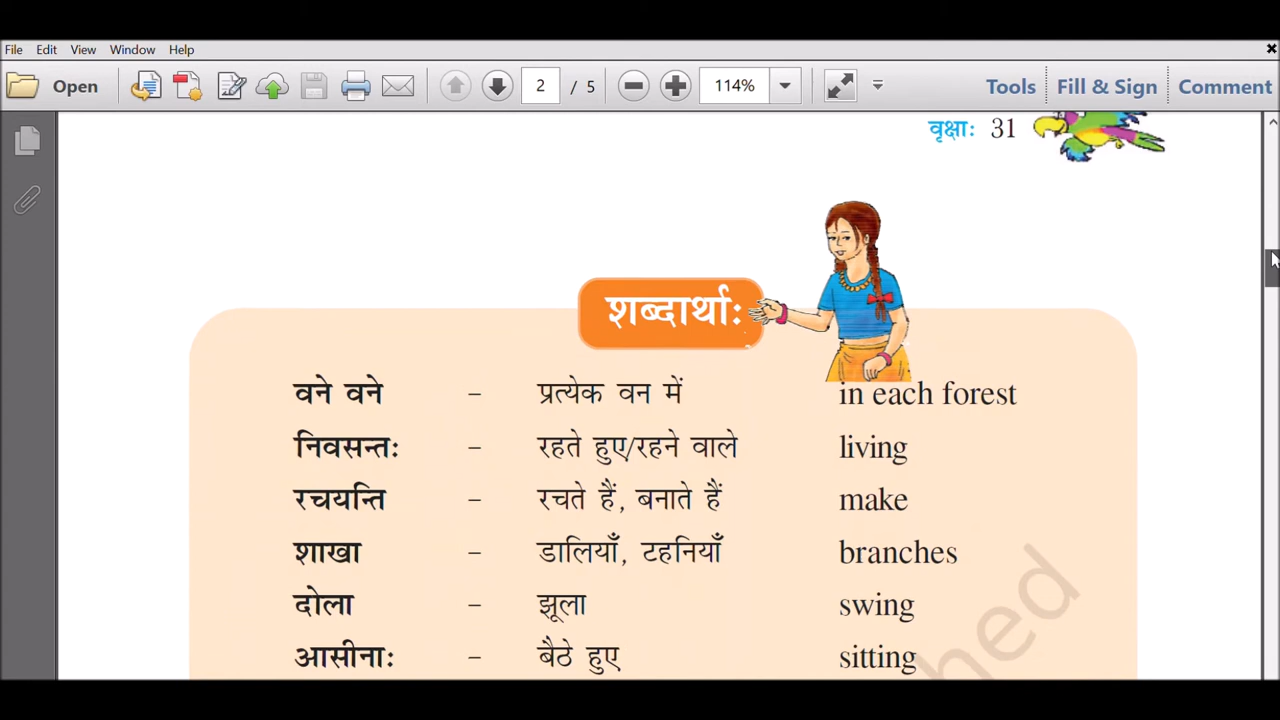 File Edit View Window Help
Open 2 / 5 114% Tools Fill & Sign Comment
वृक्षाः 31
शब्दार्थाः
वने वने – प्रत्येक वन में in each forest
निवसन्तः – रहते हुए/रहने वाले living
रचयन्ति – रचते हैं, बनाते हैं make
शाखा – डालियाँ, टहनियाँ branches
दोला – झूला swing
आसीनाः – बैठे हुए sitting